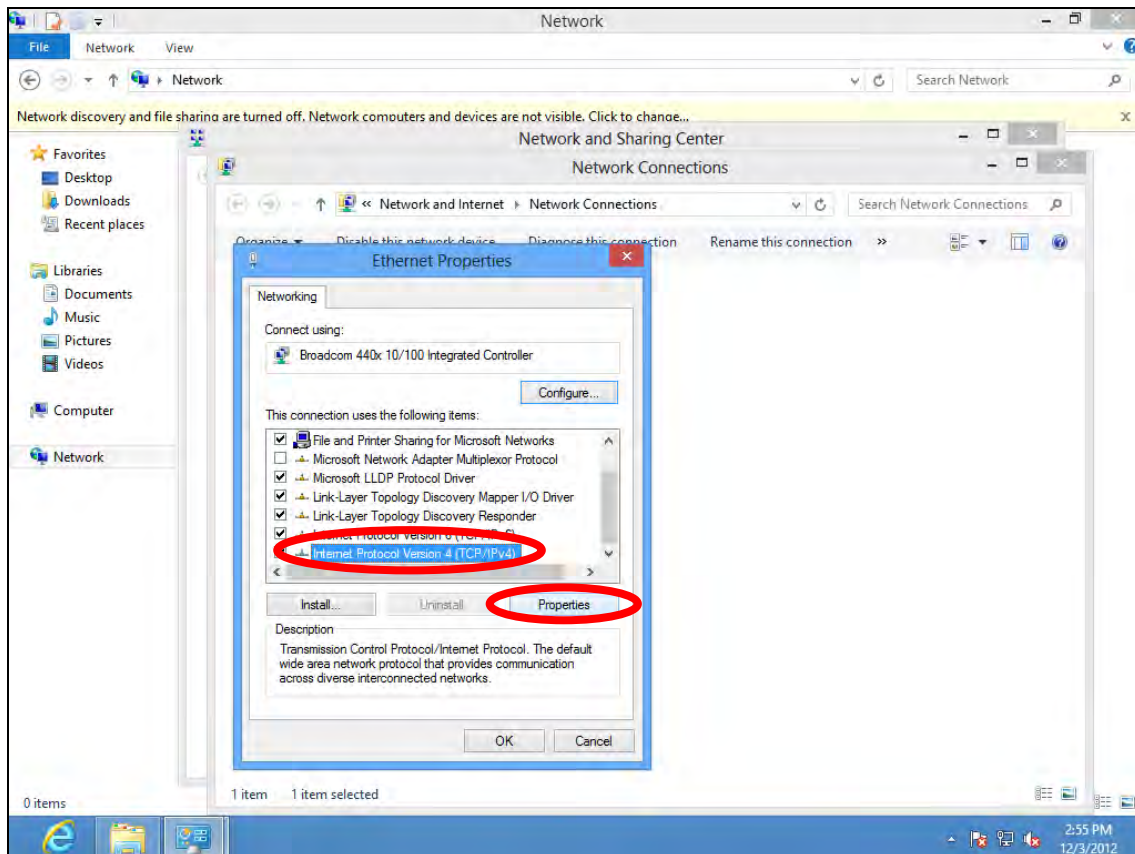 Network
File Network View
Network
Search Network
Network discovery and file sharing are turned off. Network computers and devices are not visible. Click to change...
Network and Sharing Center
Network Connections
« Network and Internet Network Connections
Search Network Connections
Organize Disable this network device Diagnose this connection Rename this connection »
Favorites
Desktop
Downloads
Recent places
Libraries
Documents
Music
Pictures
Videos
Computer
Network
Ethernet Properties
Networking
Connect using:
Broadcom 440x 10/100 Integrated Controller
Configure...
This connection uses the following items:
File and Printer Sharing for Microsoft Networks
Microsoft Network Adapter Multiplexor Protocol
Microsoft LLDP Protocol Driver
Link-Layer Topology Discovery Mapper I/O Driver
Link-Layer Topology Discovery Responder
Internet Protocol Version 6 (TCP/IPv6)
Internet Protocol Version 4 (TCP/IPv4)
Install... Uninstall Properties
Description
Transmission Control Protocol/Internet Protocol. The default
wide area network protocol that provides communication
across diverse interconnected networks.
OK Cancel
1 item 1 item selected
0 items
2:55 PM
12/3/2012